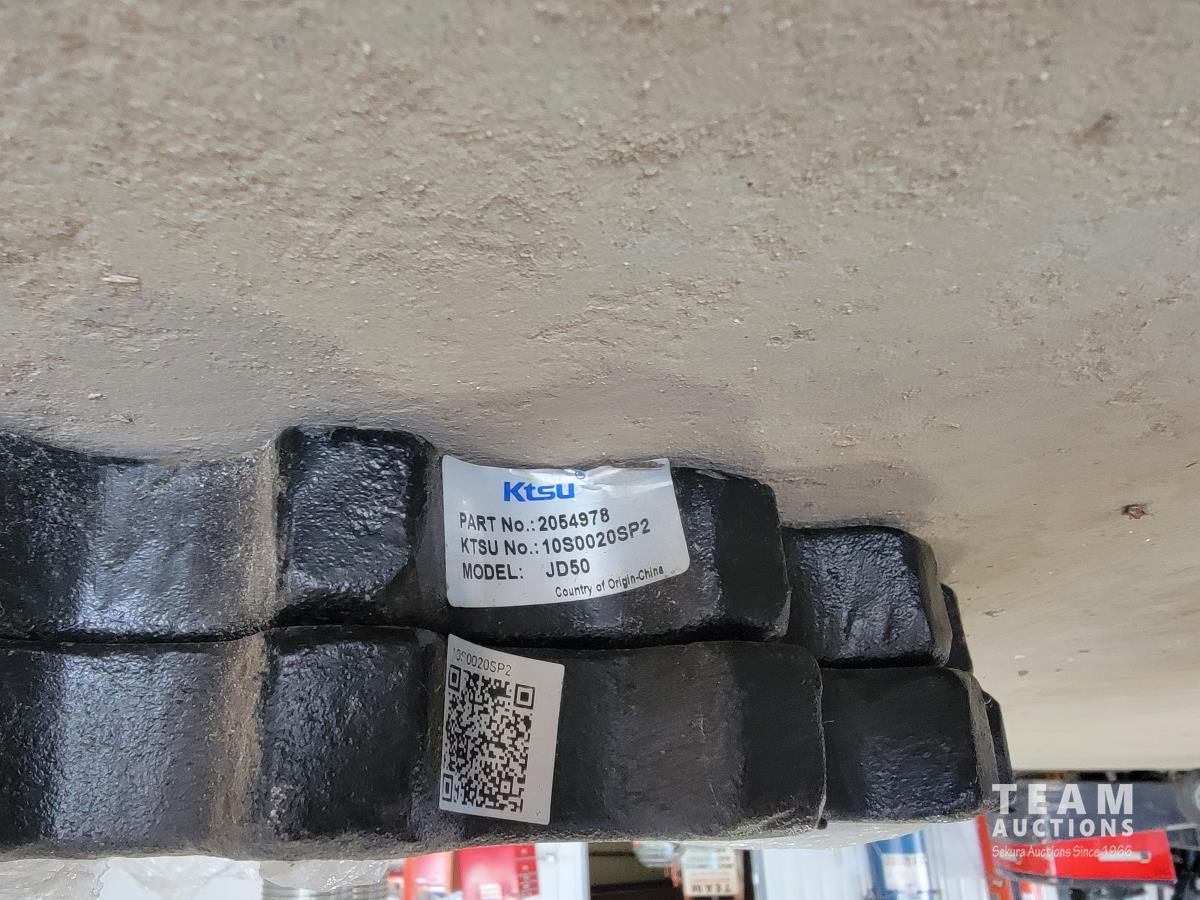 Ktsu®
PART No.: 2054978
KTSU No.: 10S0020SP2
MODEL: JD50
Country of Origin-China
10S0020SP2
TEAM
AUCTIONS
Sekura Auctions Since 1966
TEAM